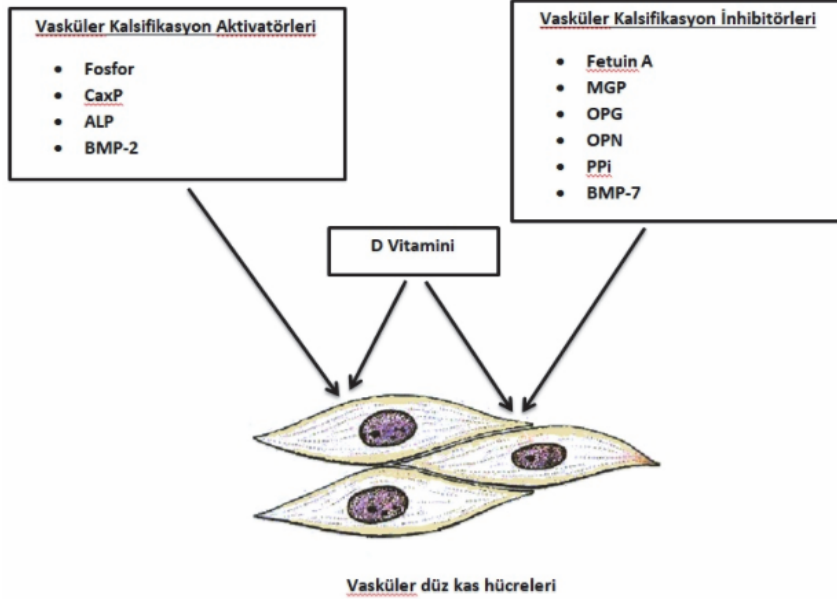 Vasküler Kalsifikasyon Aktivatörleri
• Fosfor
• CaxP
• ALP
• BMP-2
Vasküler Kalsifikasyon İnhibitörleri
• Fetuin A
• MGP
• OPG
• OPN
• PPi
• BMP-7
D Vitamini
Vasküler düz kas hücreleri